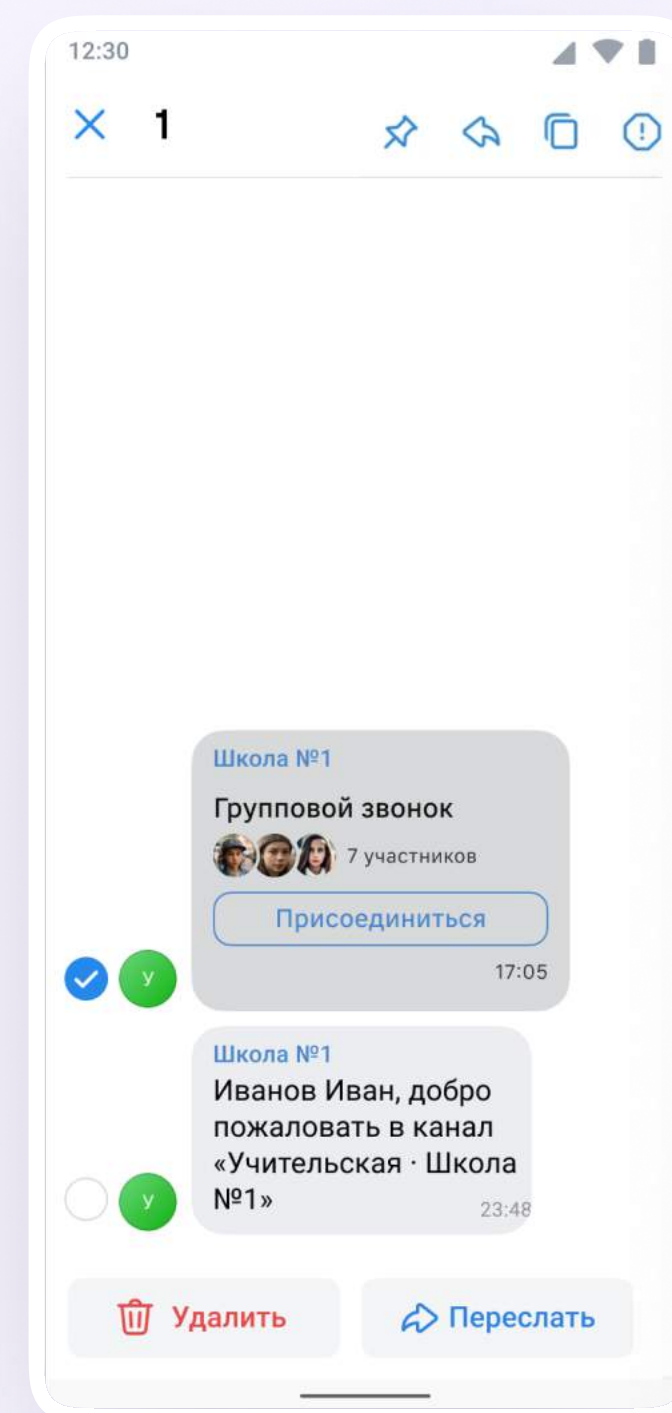 12:30
1
Школа №1
Групповой звонок
7 участников
Присоединиться
17:05
У
Школа №1
Иванов Иван, добро
пожаловать в канал
«Учительская · Школа
№1»
23:48
У
Удалить
Переслать